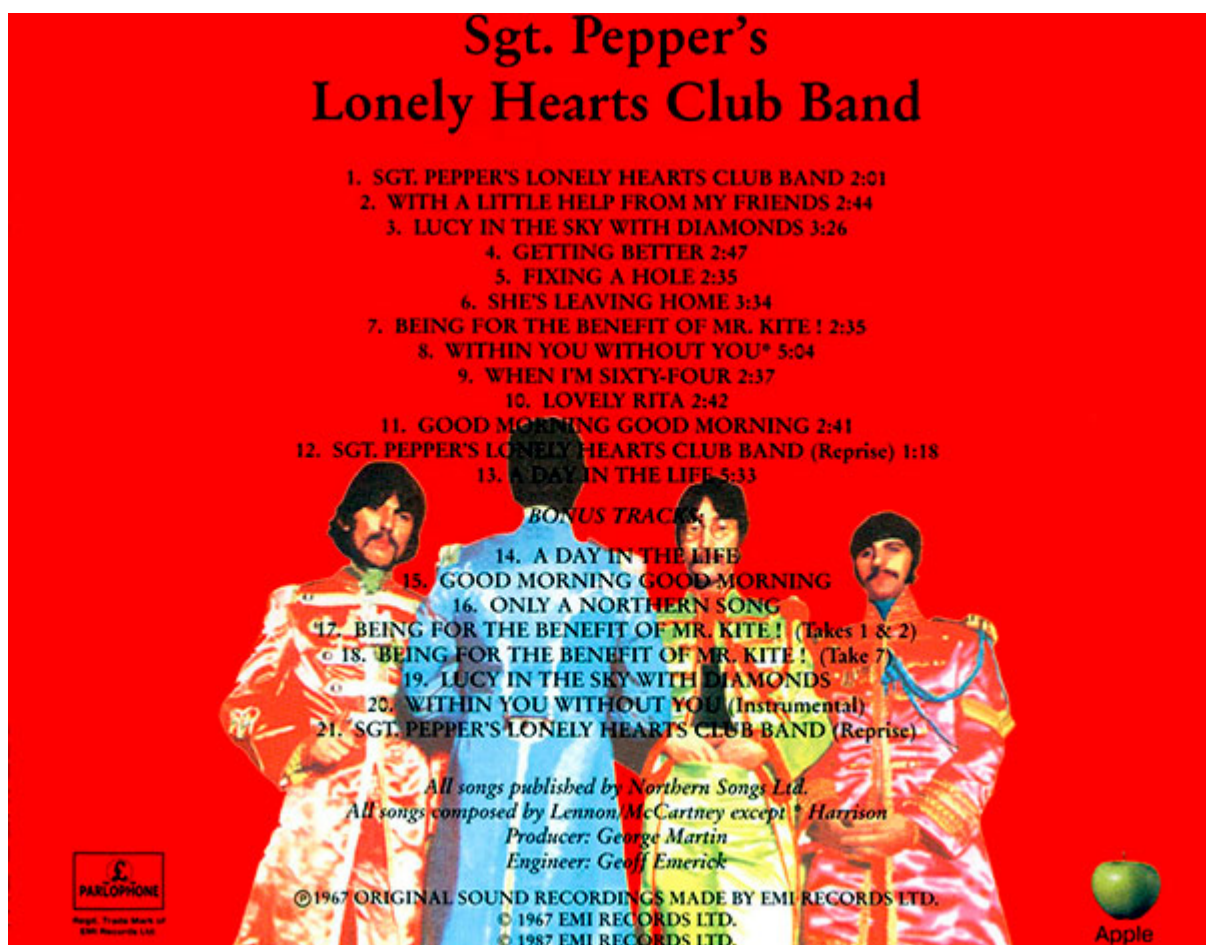 Sgt. Pepper's
Lonely Hearts Club Band
1. SGT. PEPPER'S LONELY HEARTS CLUB BAND 2:01
2. WITH A LITTLE HELP FROM MY FRIENDS 2:44
3. LUCY IN THE SKY WITH DIAMONDS 3:26
4. GETTING BETTER 2:47
5. FIXING A HOLE 2:35
6. SHE'S LEAVING HOME 3:34
7. BEING FOR THE BENEFIT OF MR. KITE ! 2:35
8. WITHIN YOU WITHOUT YOU* 5:04
9. WHEN I'M SIXTY-FOUR 2:37
10. LOVELY RITA 2:42
11. GOOD MORNING GOOD MORNING 2:41
12. SGT. PEPPER'S LONELY HEARTS CLUB BAND (Reprise) 1:18
13. A DAY IN THE LIFE 5:33
BONUS TRACKS:
14. A DAY IN THE LIFE
15. GOOD MORNING GOOD MORNING
16. ONLY A NORTHERN SONG
17. BEING FOR THE BENEFIT OF MR. KITE ! (Takes 1 & 2)
18. BEING FOR THE BENEFIT OF MR. KITE ! (Take 7)
19. LUCY IN THE SKY WITH DIAMONDS
20. WITHIN YOU WITHOUT YOU (Instrumental)
21. SGT. PEPPER'S LONELY HEARTS CLUB BAND (Reprise)
All songs published by Northern Songs Ltd.
All songs composed by Lennon/McCartney except * Harrison
Producer: George Martin
Engineer: Geoff Emerick
℗1967 ORIGINAL SOUND RECORDINGS MADE BY EMI RECORDS LTD.
© 1967 EMI RECORDS LTD.
© 1987 EMI RECORDS LTD.
£
PARLOPHONE
Regd. Trade Mark of
EMI Records Ltd
Apple